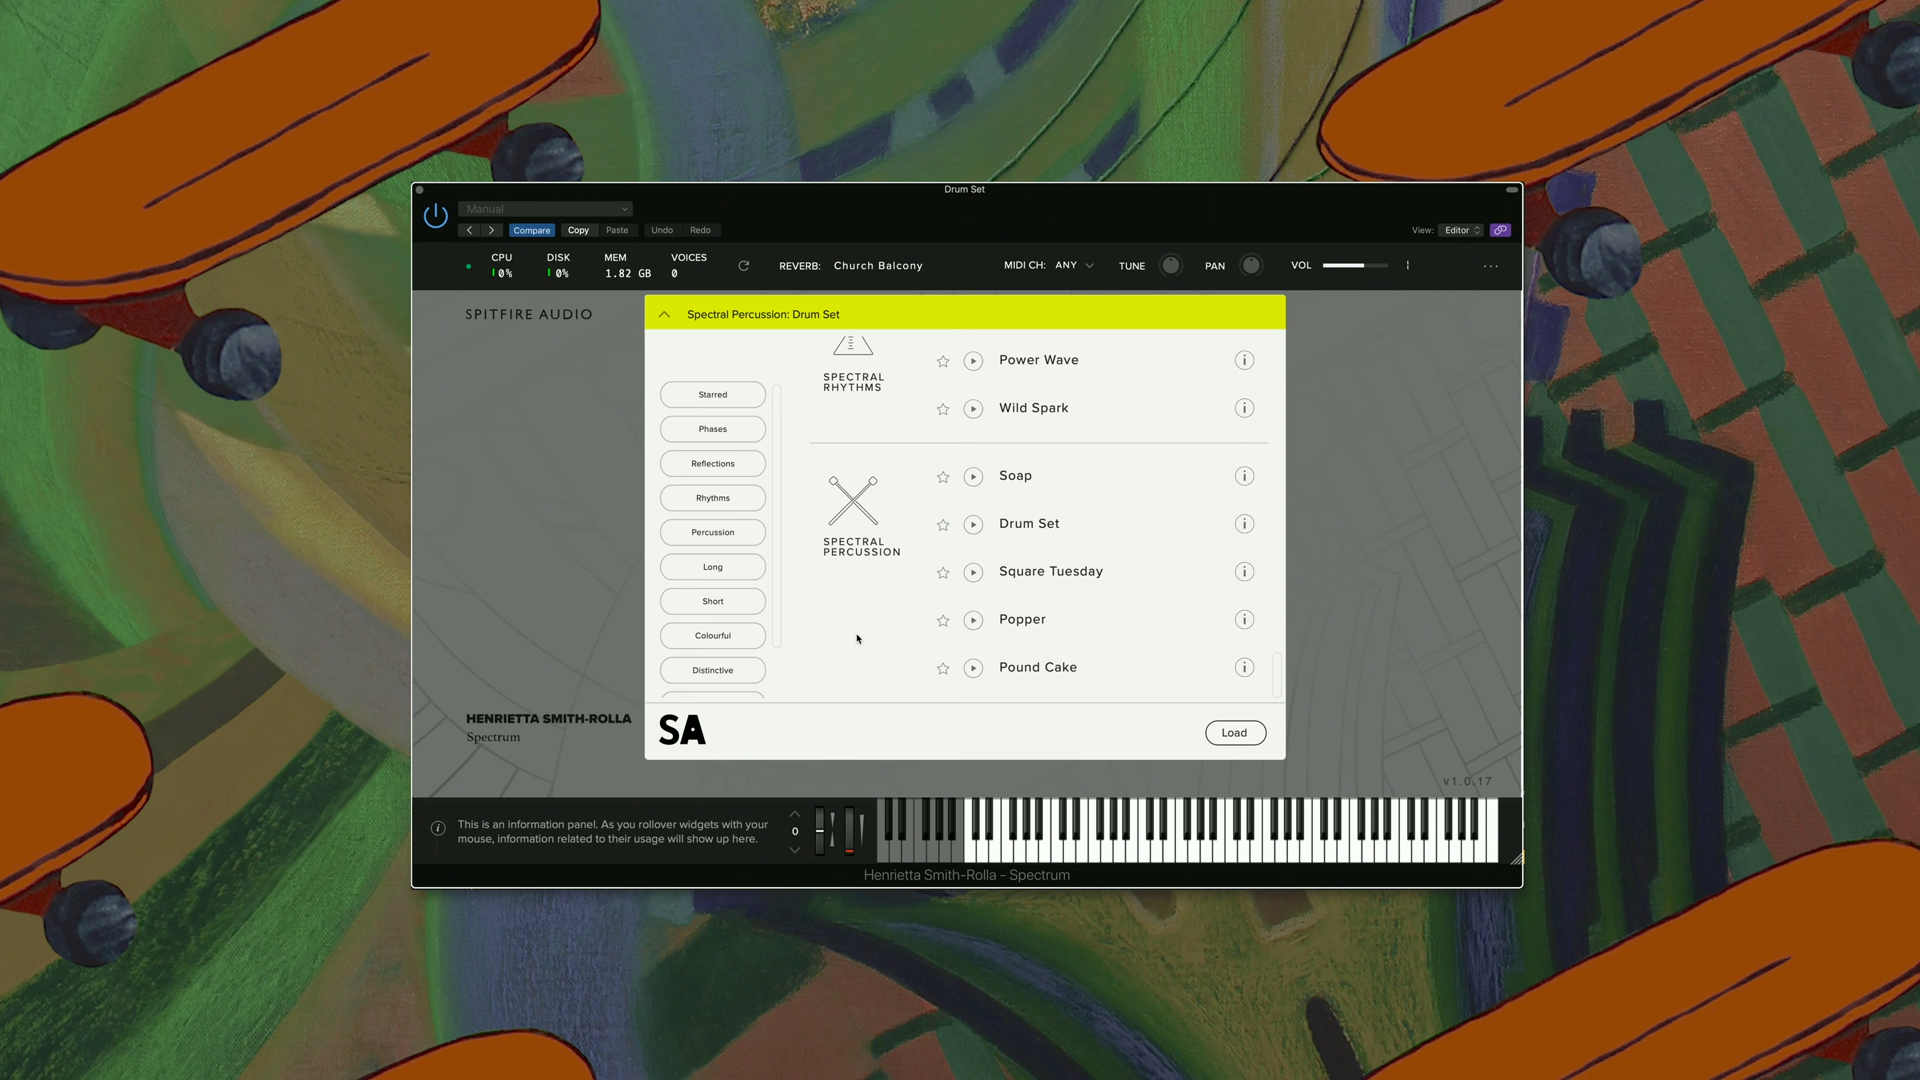 Drum Set
Manual
Compare Copy Paste Undo Redo
View: Editor
CPU DISK MEM VOICES
0% 0% 1.82 GB 0
REVERB: Church Balcony
MIDI CH: ANY
TUNE
PAN
VOL
SPITFIRE AUDIO
Spectral Percussion: Drum Set
Starred
Phases
Reflections
Rhythms
Percussion
Long
Short
Colourful
Distinctive
SPECTRAL
RHYTHMS
Power Wave
Wild Spark
SPECTRAL
PERCUSSION
Soap
Drum Set
Square Tuesday
Popper
Pound Cake
SA
Load
HENRIETTA SMITH-ROLLA
Spectrum
v1.0.17
This is an information panel. As you rollover widgets with your
mouse, information related to their usage will show up here.
0
Henrietta Smith-Rolla - Spectrum